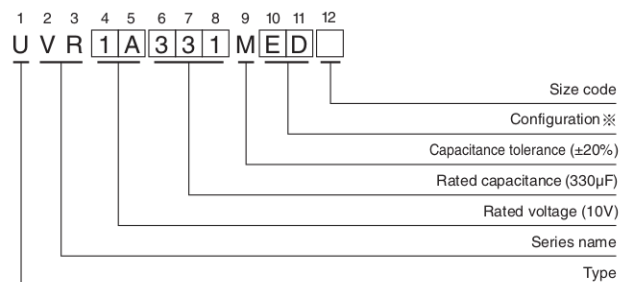 1 2 3 4 5 6 7 8 9 10 11 12
U V R 1 A 3 3 1 M E D
Size code
Configuration※
Capacitance tolerance (±20%)
Rated capacitance (330µF)
Rated voltage (10V)
Series name
Type